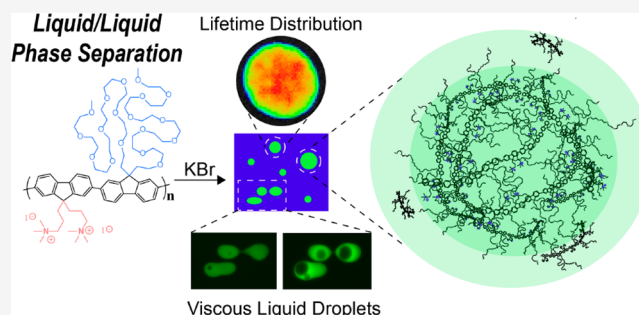 Liquid/Liquid
Phase Separation
Lifetime Distribution
KBr
n
I⊖
N
⊕
I⊖
N
⊕
Viscous Liquid Droplets